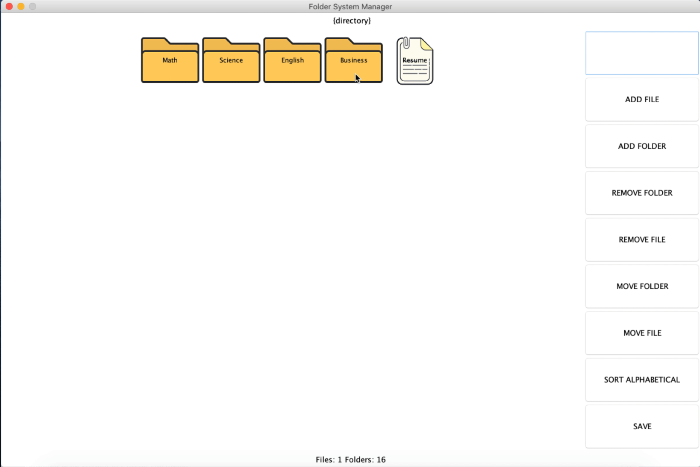 Folder System Manager
(directory)
Math
Science
English
Business
Resume
ADD FILE
ADD FOLDER
REMOVE FOLDER
REMOVE FILE
MOVE FOLDER
MOVE FILE
SORT ALPHABETICAL
SAVE
Files: 1 Folders: 16